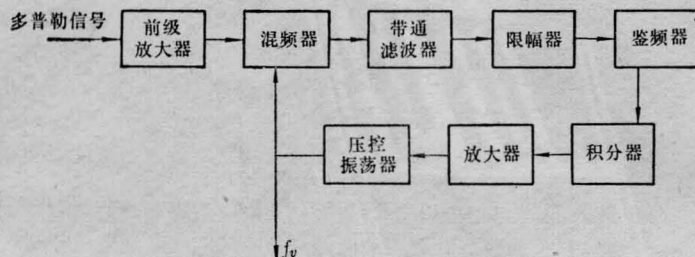 多普勒信号
前级
放大器
混频器
带通
滤波器
限幅器
鉴频器
压控
振荡器
放大器
积分器
fv